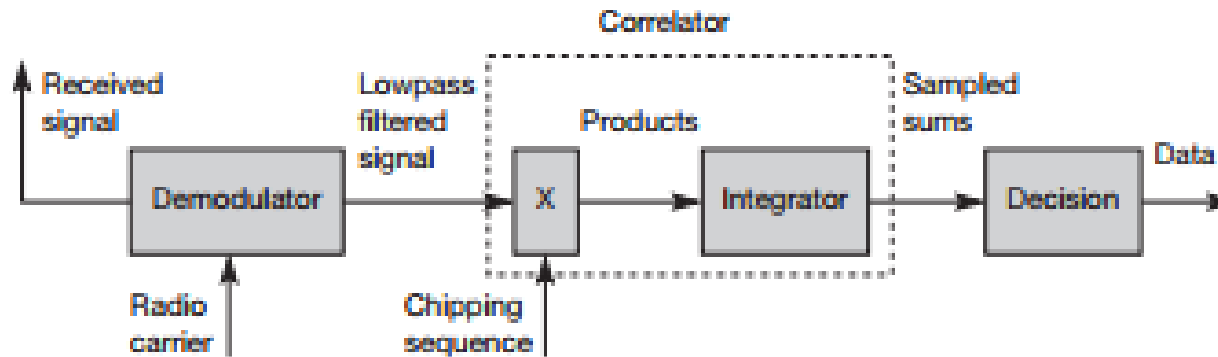 Correlator
Received
signal
Lowpass
filtered
signal
Products
Sampled
sums
Data
Demodulator
X
Integrator
Decision
Radio
carrier
Chipping
sequence